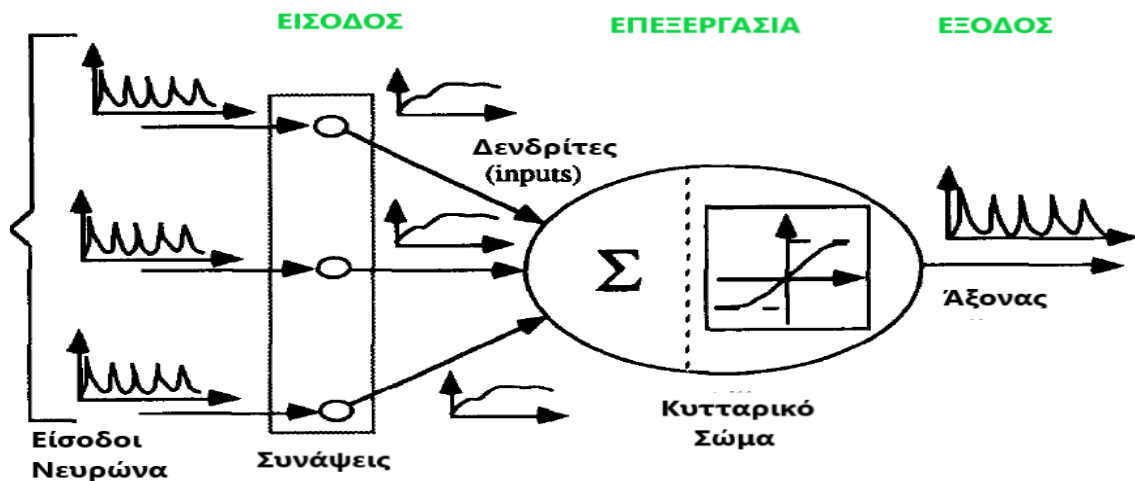 ΕΙΣΟΔΟΣ
ΕΠΕΞΕΡΓΑΣΙΑ
ΕΞΟΔΟΣ
Δενδρίτες
(inputs)
Σ
Άξονας
Είσοδοι
Νευρώνα
Συνάψεις
Κυτταρικό
Σώμα